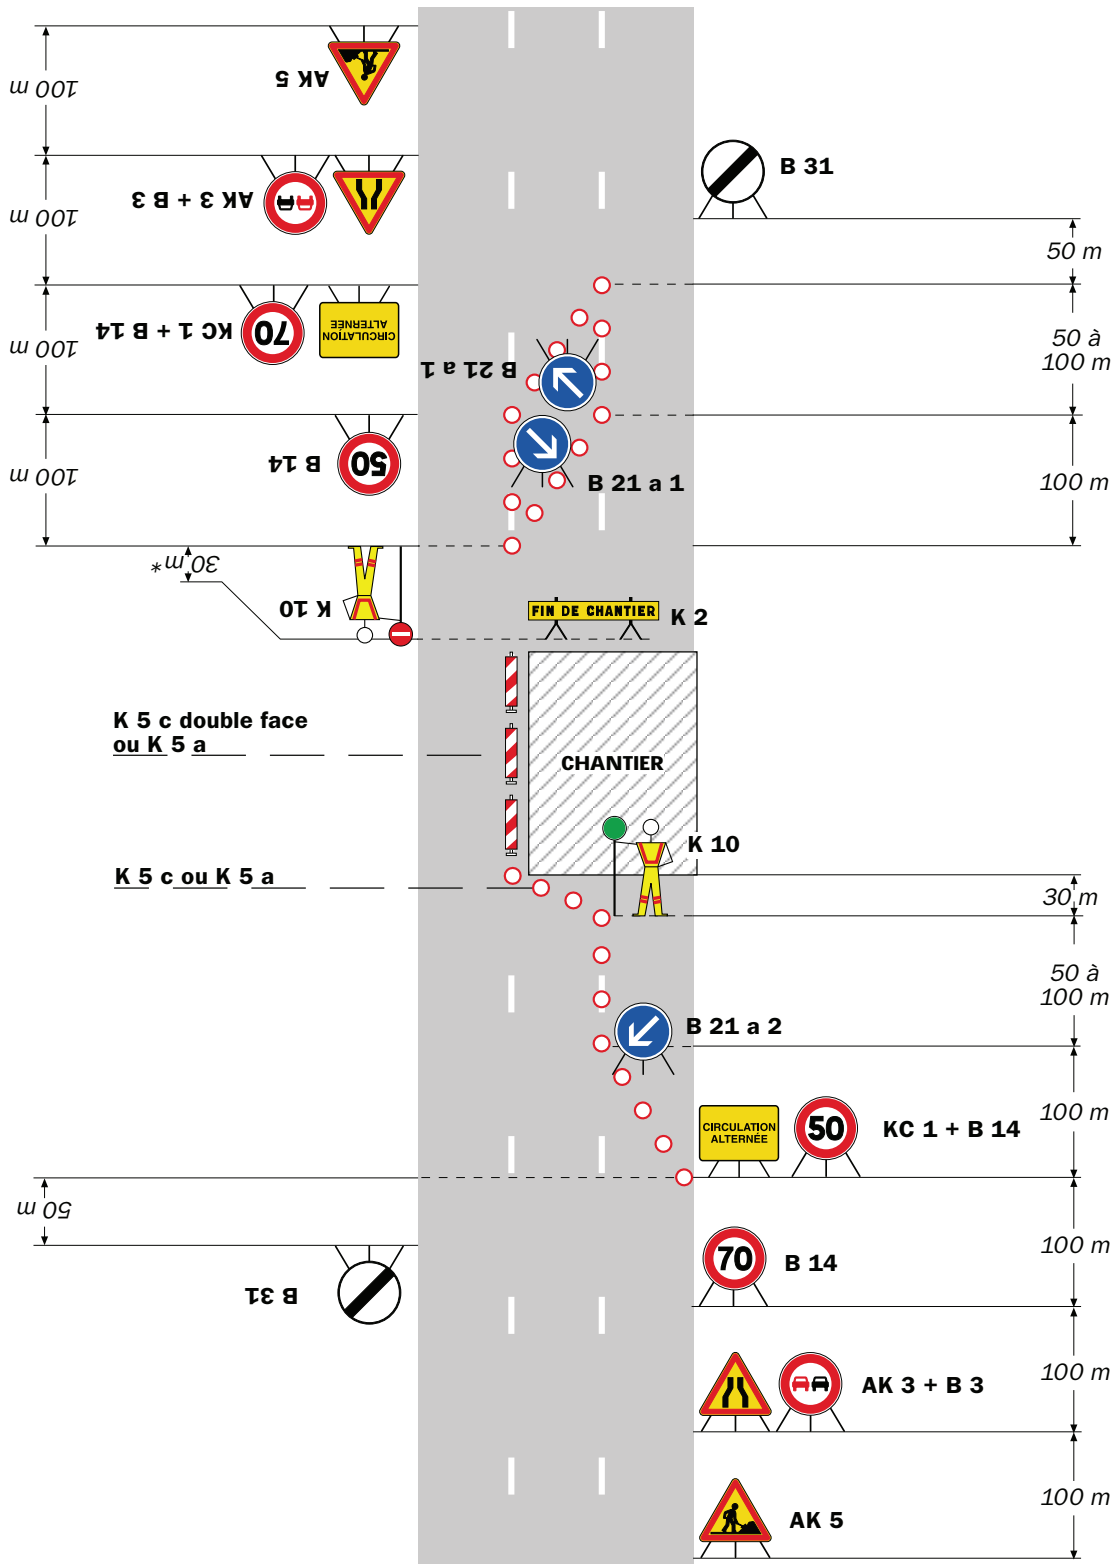 100 m
AK 5
100 m
AK 3 + B 3
B 31
50 m
100 m
KC 1 + B 14
70
CIRCULATION
ALTERNÉE
50 à
100 m
B 21 a 1
100 m
B 14
50
B 21 a 1
100 m
30 m*
K 10
FIN DE CHANTIER
K 2
K 5 c double face
ou K 5 a
CHANTIER
K 10
K 5 c ou K 5 a
30 m
50 à
100 m
B 21 a 2
CIRCULATION
ALTERNÉE
50
KC 1 + B 14
100 m
50 m
70
B 14
100 m
B 31
AK 3 + B 3
100 m
AK 5
100 m